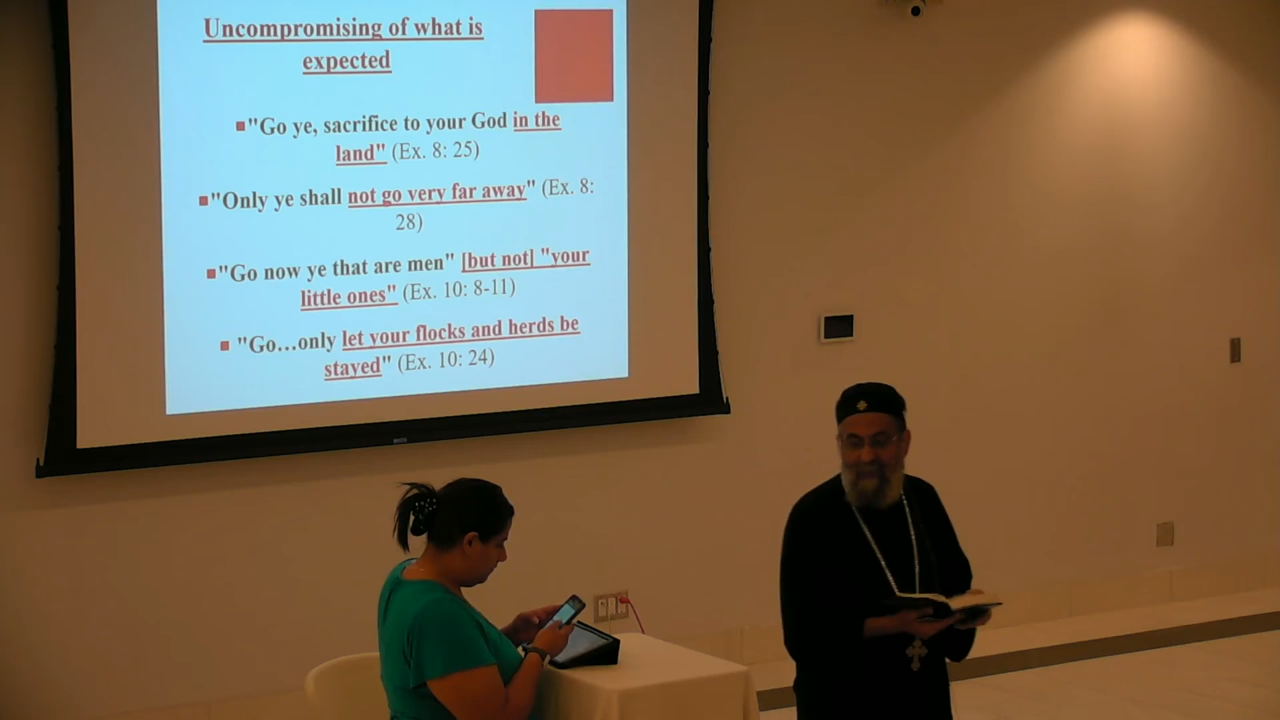 Uncompromising of what is
expected
"Go ye, sacrifice to your God in the
land" (Ex. 8: 25)
"Only ye shall not go very far away" (Ex. 8:
28)
"Go now ye that are men" [but not] "your
little ones" (Ex. 10: 8-11)
"Go…only let your flocks and herds be
stayed" (Ex. 10: 24)